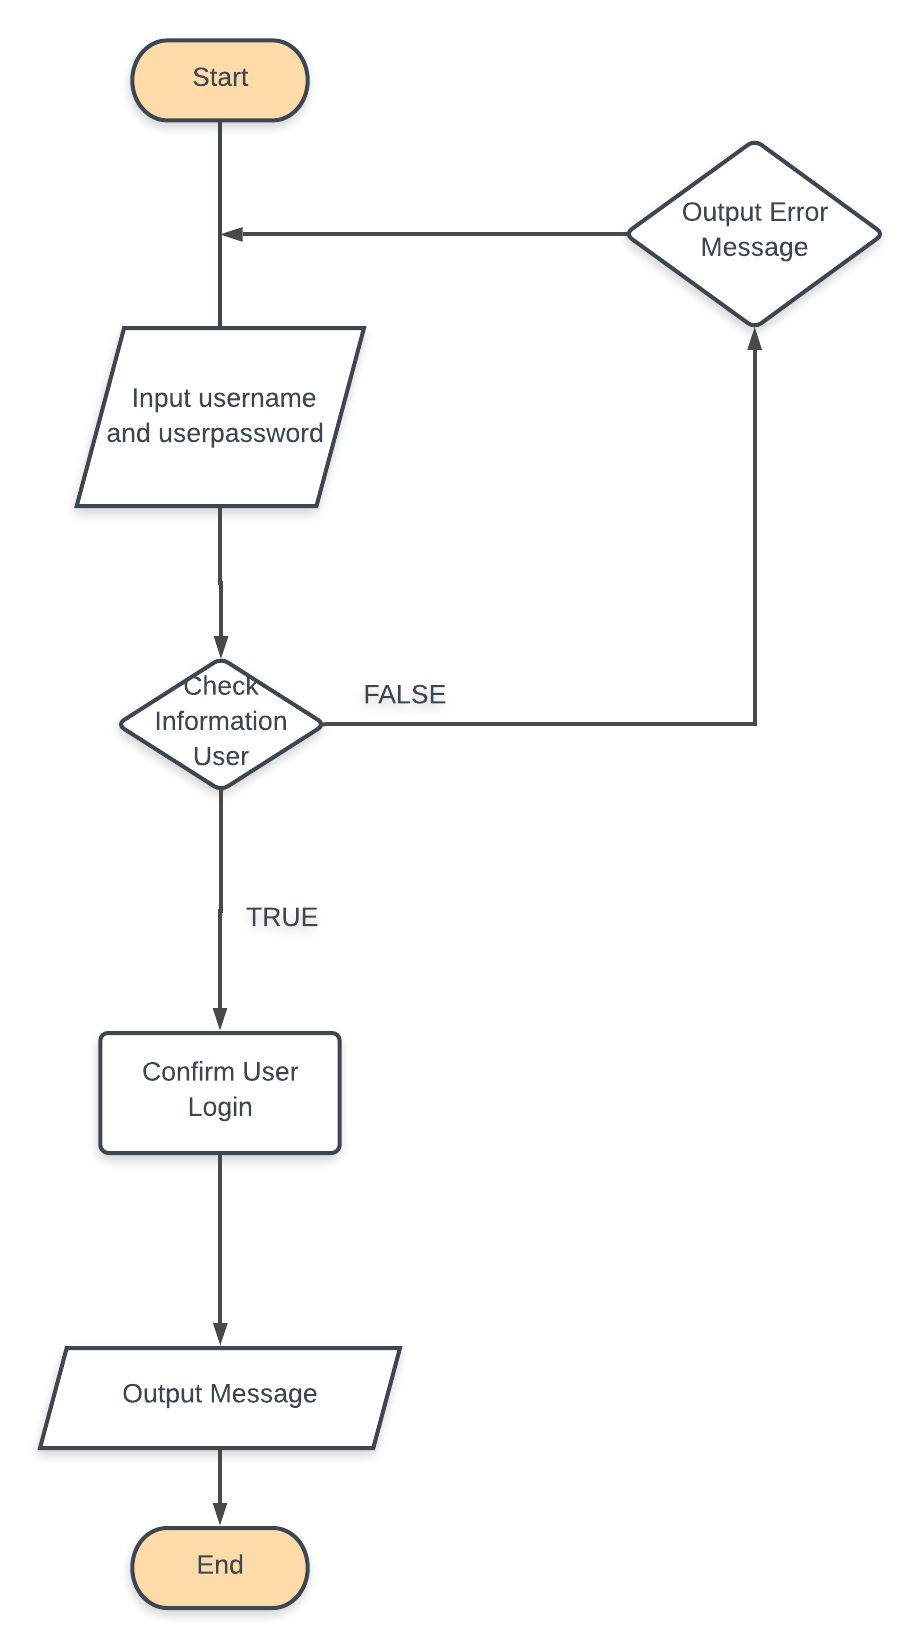 Start
Output Error
Message
Input username
and userpassword
Check
Information
User
FALSE
TRUE
Confirm User
Login
Output Message
End